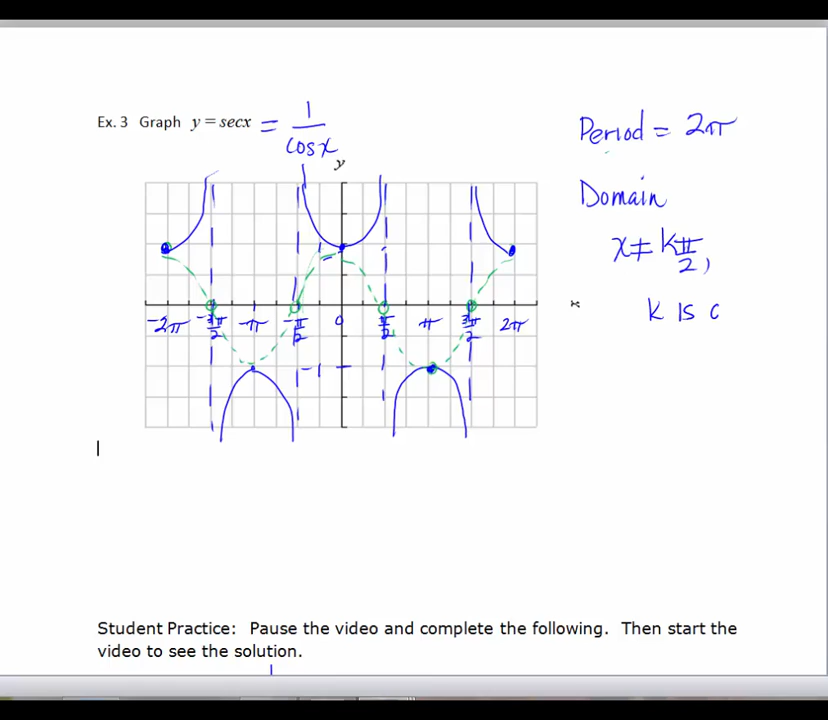 Ex. 3 Graph y = secx = 1/cosx
Period = 2π
Domain
x ≠ kπ/2,
k is
y
1
-2π -3π/2 -π -π/2 0 π/2 π 3π/2 2π
x
-1
Student Practice: Pause the video and complete the following. Then start the
video to see the solution.